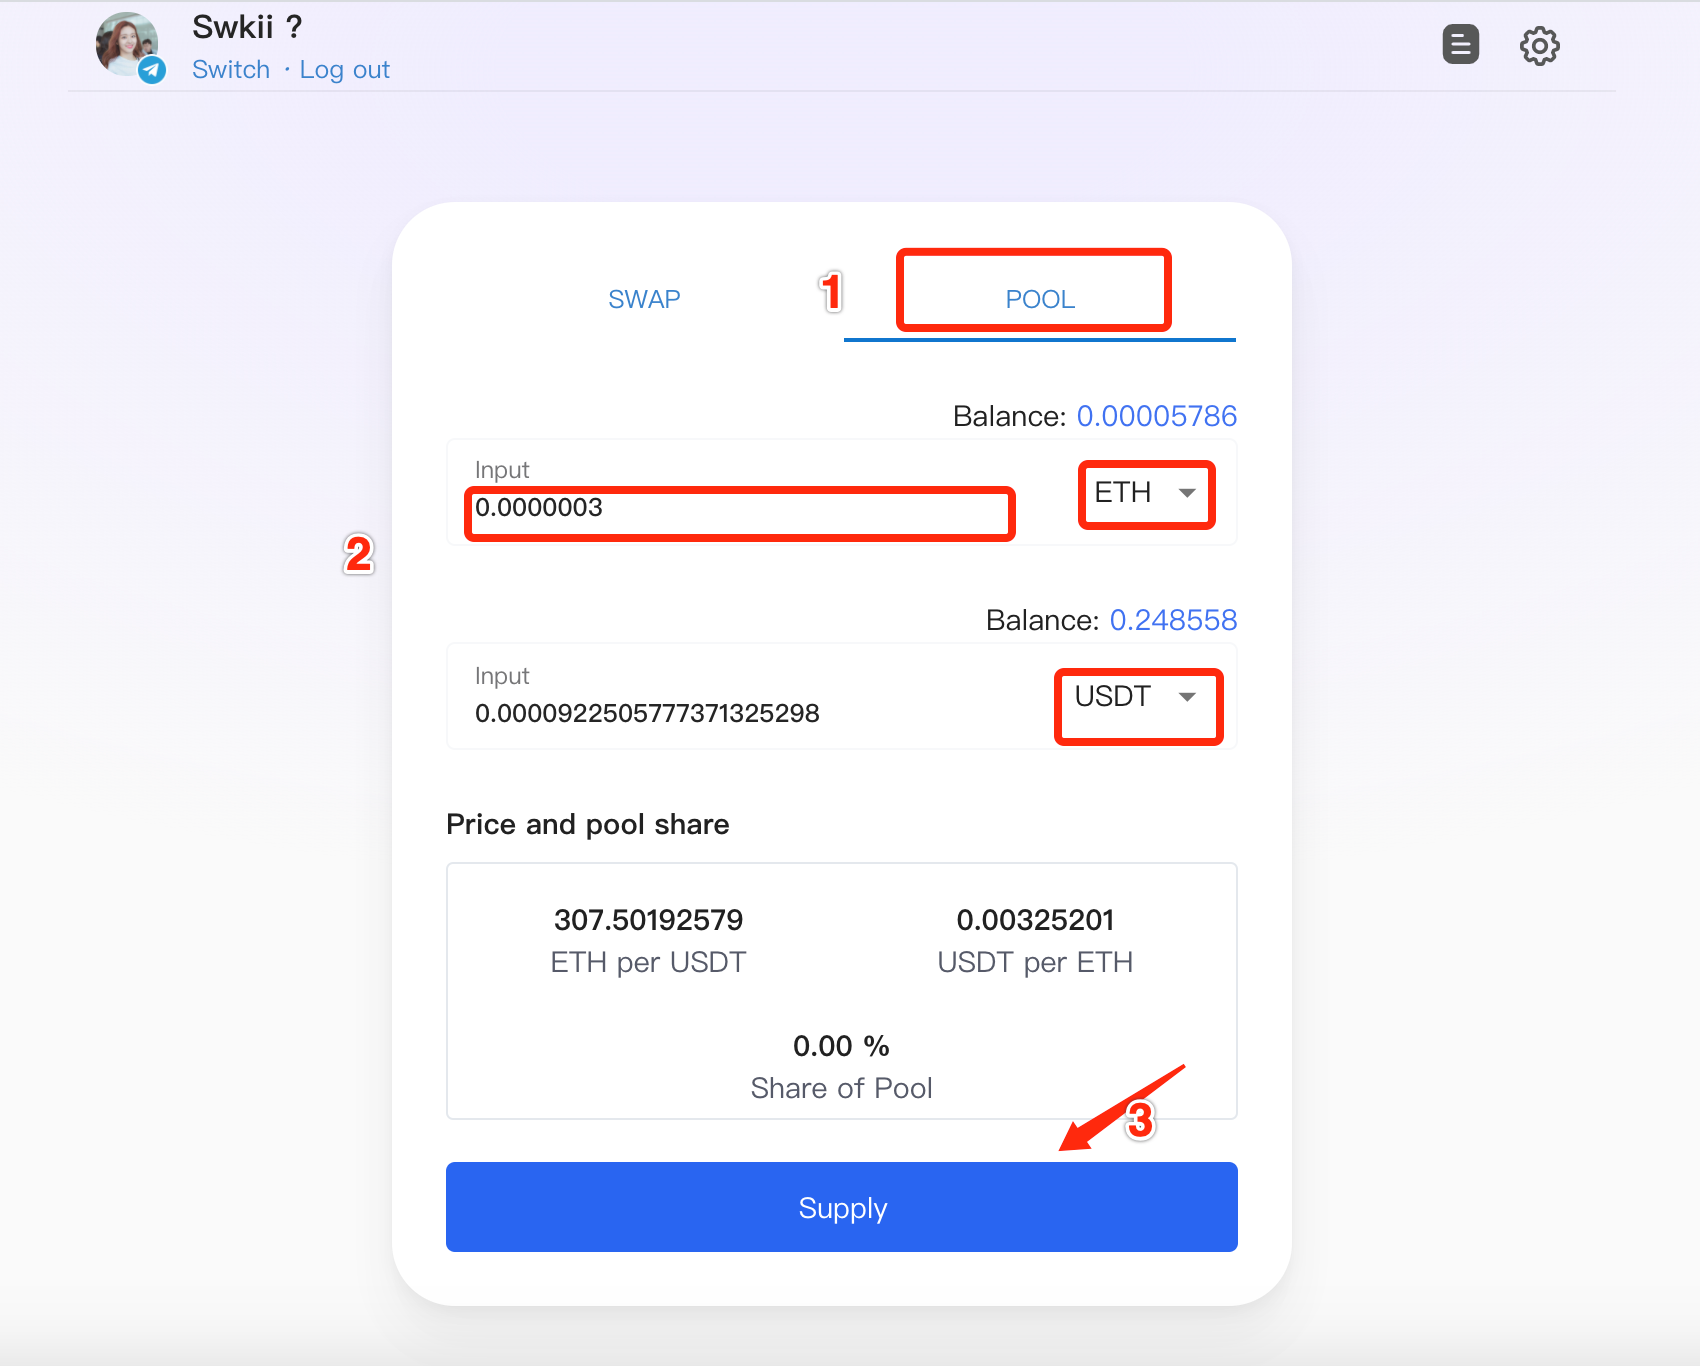 Swkii ?
Switch · Log out
SWAP
1
POOL
Balance: 0.00005786
Input
0.0000003
ETH
2
Balance: 0.248558
Input
0.0000922505777371325298
USDT
Price and pool share
307.50192579
0.00325201
ETH per USDT
USDT per ETH
0.00 %
Share of Pool
3
Supply